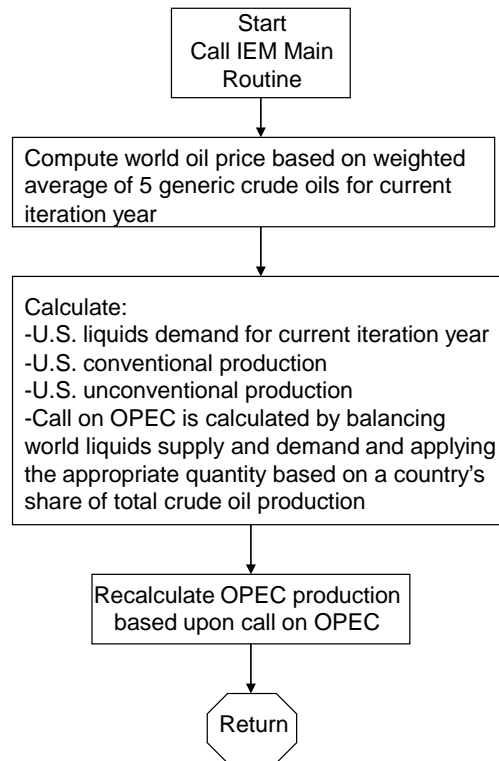 Start
Call IEM Main
Routine
Compute world oil price based on weighted
average of 5 generic crude oils for current
iteration year
Calculate:
-U.S. liquids demand for current iteration year
-U.S. conventional production
-U.S. unconventional production
-Call on OPEC is calculated by balancing
world liquids supply and demand and applying
the appropriate quantity based on a country’s
share of total crude oil production
Recalculate OPEC production
based upon call on OPEC
Return